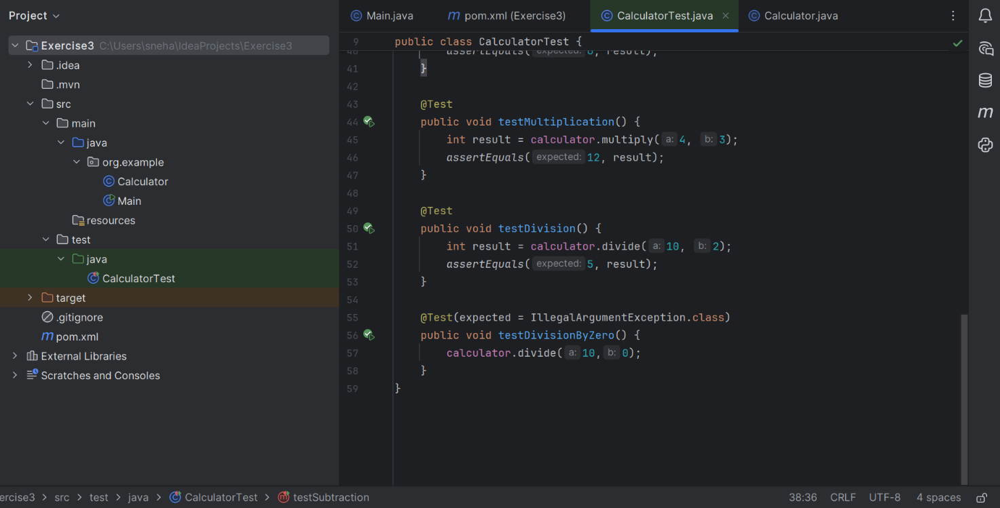 Project
Exercise3 C:\Users\sneha\IdeaProjects\Exercise3
.idea
.mvn
src
main
java
org.example
Calculator
Main
resources
test
java
CalculatorTest
target
.gitignore
m pom.xml
External Libraries
Scratches and Consoles
Main.java m pom.xml (Exercise3) CalculatorTest.java Calculator.java
9 public class CalculatorTest {
40 assertEquals( expected: 6, result);
41 }
42
43 @Test
44 public void testMultiplication() {
45 int result = calculator.multiply( a: 4, b: 3);
46 assertEquals( expected: 12, result);
47 }
48
49 @Test
50 public void testDivision() {
51 int result = calculator.divide( a: 10, b: 2);
52 assertEquals( expected: 5, result);
53 }
54
55 @Test(expected = IllegalArgumentException.class)
56 public void testDivisionByZero() {
57 calculator.divide( a: 10, b: 0);
58 }
59 }
ercise3 > src > test > java > CalculatorTest > testSubtraction 38:36 CRLF UTF-8 4 spaces